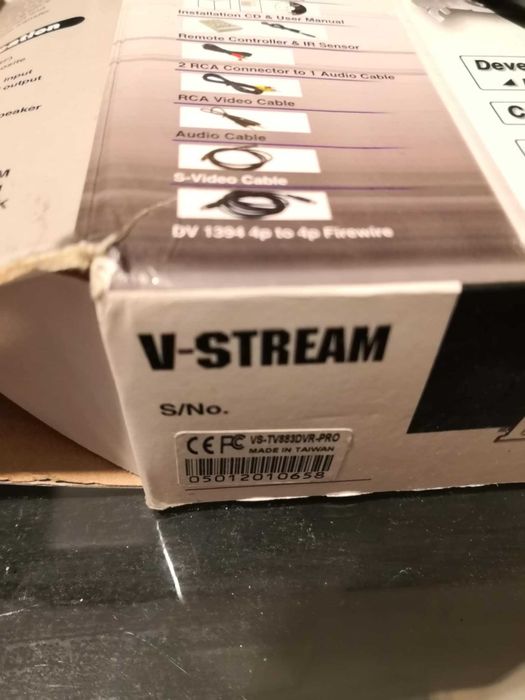 Installation CD & User Manual
Remote Controller & IR Sensor
2 RCA Connector to 1 Audio Cable
RCA Video Cable
Audio Cable
S-Video Cable
DV 1394 4p to 4p Firewire
input
output
Deve
C
D
M
K
V-STREAM
S/No.
CE FC VS-TV883DVR-PRO
MADE IN TAIWAN
05012010658